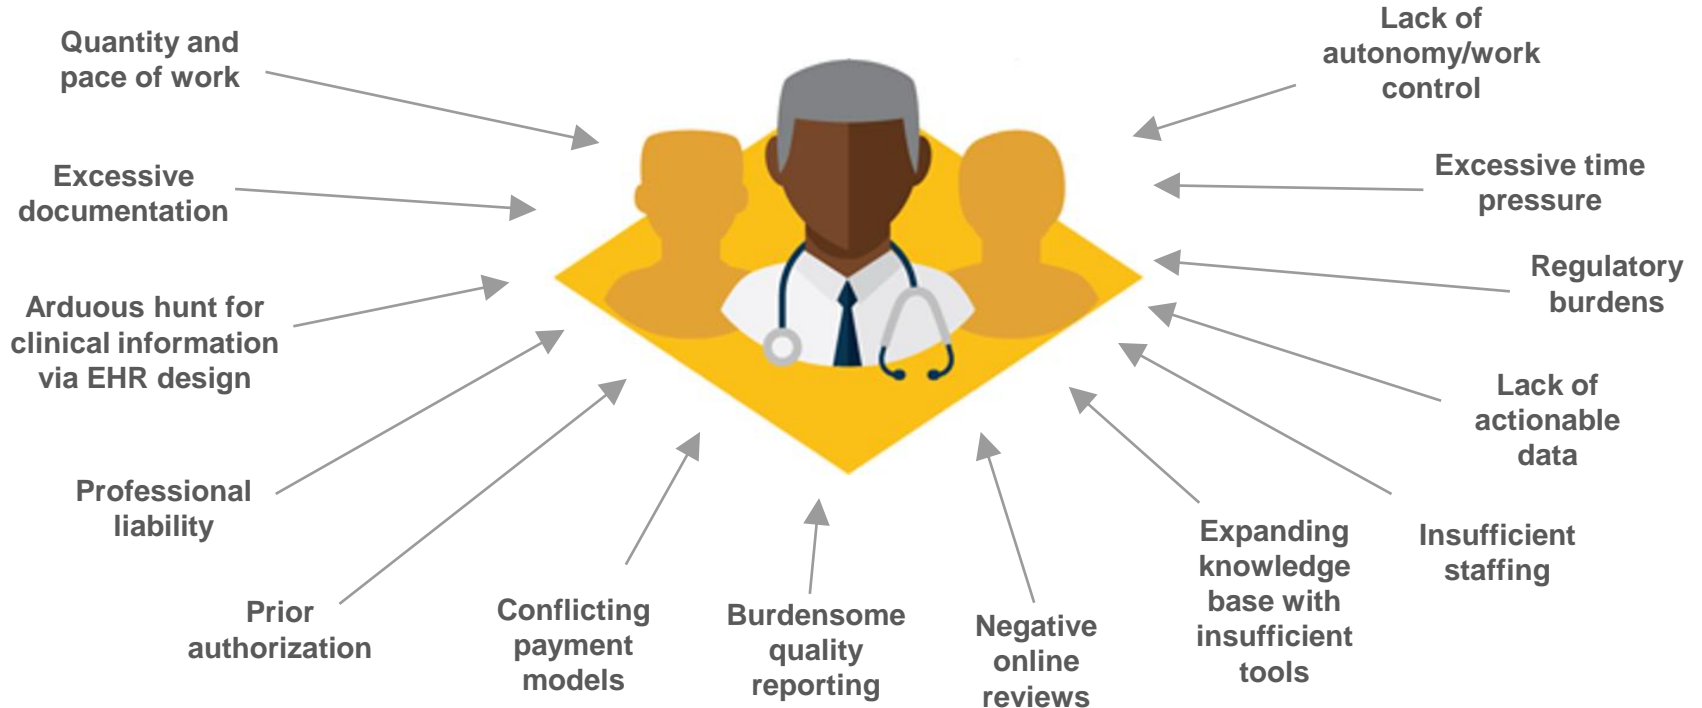 Quantity and
pace of work
Excessive
documentation
Arduous hunt for
clinical information
via EHR design
Professional
liability
Prior
authorization
Conflicting
payment
models
Burdensome
quality
reporting
Negative
online
reviews
Expanding
knowledge
base with
insufficient
tools
Insufficient
staffing
Lack of
actionable
data
Regulatory
burdens
Excessive time
pressure
Lack of
autonomy/work
control